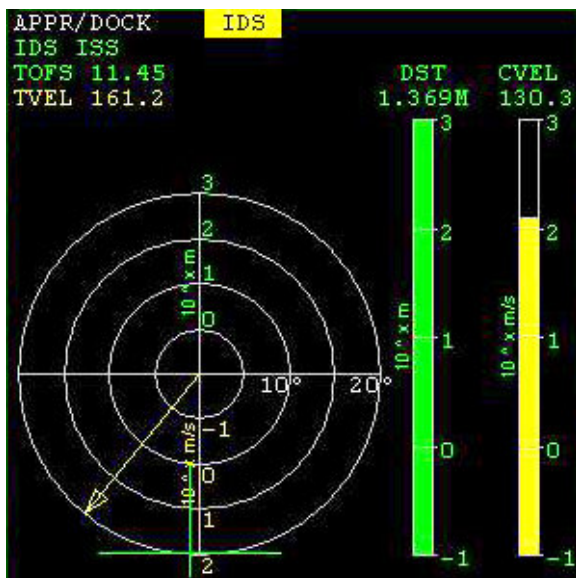 APPR/DOCK IDS
IDS ISS
TOFS 11.45
TVEL 161.2
DST CVEL
1.369M 130.3
3 3
3
2 2 2
1
10^ x m
0
10^ x m 10^ x m/s
1 1
10° 20°
-1
10^ x m/s
0 0 0
1
2 -1 -1